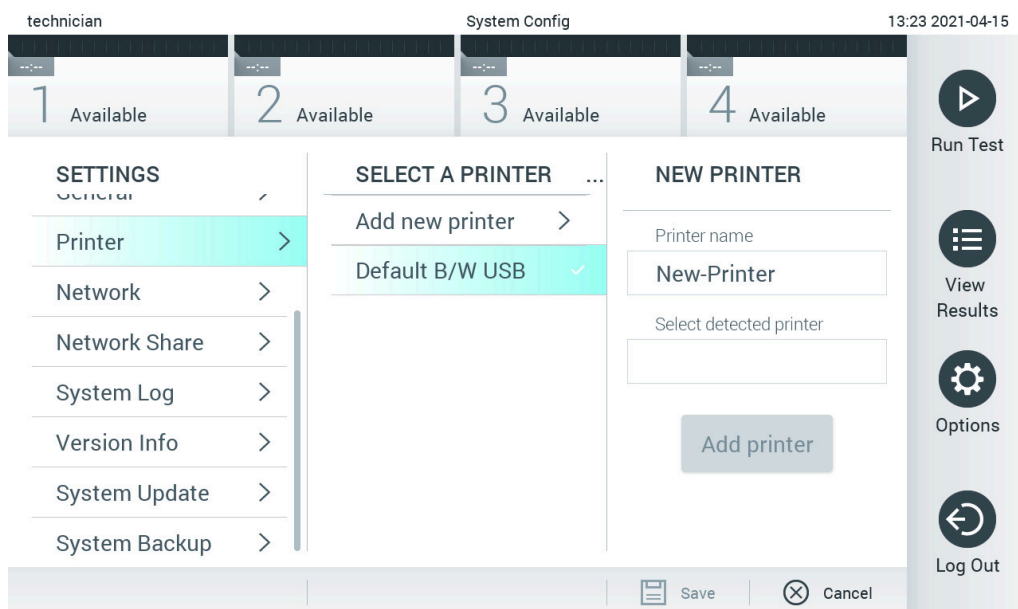 technician System Config 13:23 2021-04-15
--:-- --:-- --:-- --:--
1 Available 2 Available 3 Available 4 Available
Run Test
SETTINGS
General
Printer
Network
Network Share
System Log
Version Info
System Update
System Backup
SELECT A PRINTER ...
Add new printer
Default B/W USB
NEW PRINTER
Printer name
New-Printer
Select detected printer
Add printer
View
Results
Options
Log Out
Save Cancel